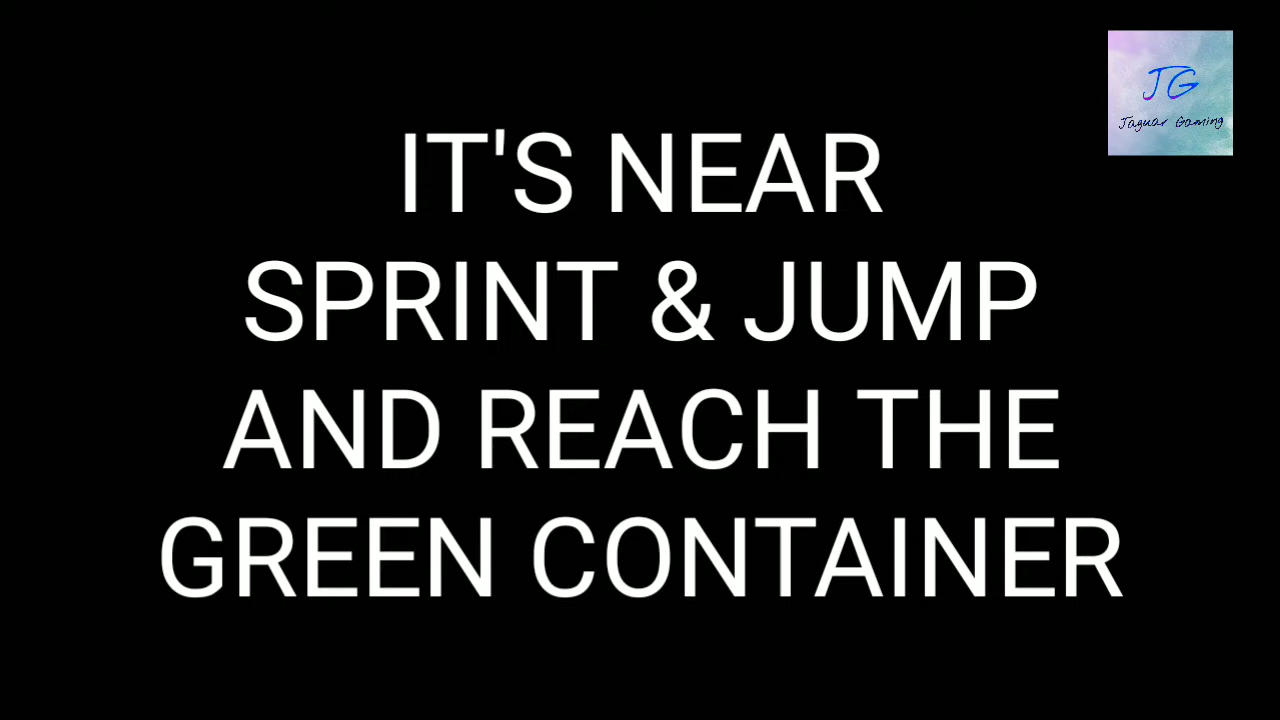 JG
Jaguar Gaming
IT'S NEAR
SPRINT & JUMP
AND REACH THE
GREEN CONTAINER